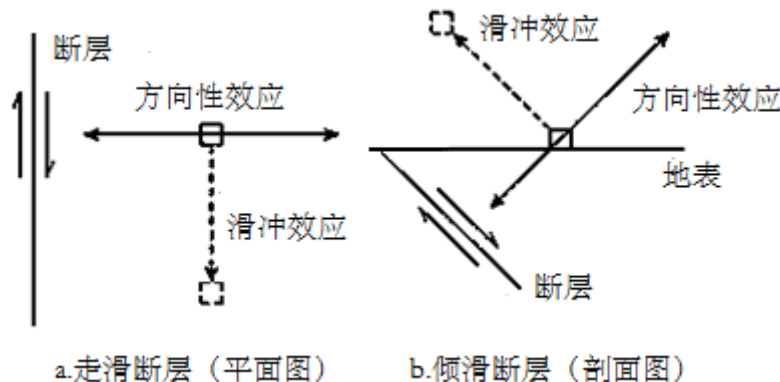 断层
方向性效应
滑冲效应
a.走滑断层（平面图）
滑冲效应
方向性效应
地表
断层
b.倾滑断层（剖面图）